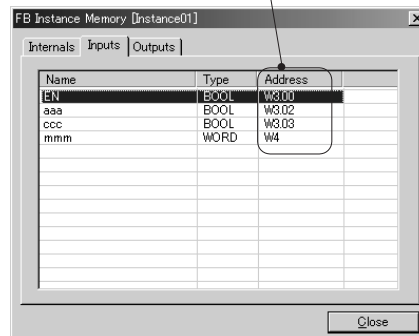 FB Instance Memory [Instance01]
Internals Inputs Outputs
Name Type Address
EN BOOL W3.00
aaa BOOL W3.02
ccc BOOL W3.03
mmm WORD W4
Close